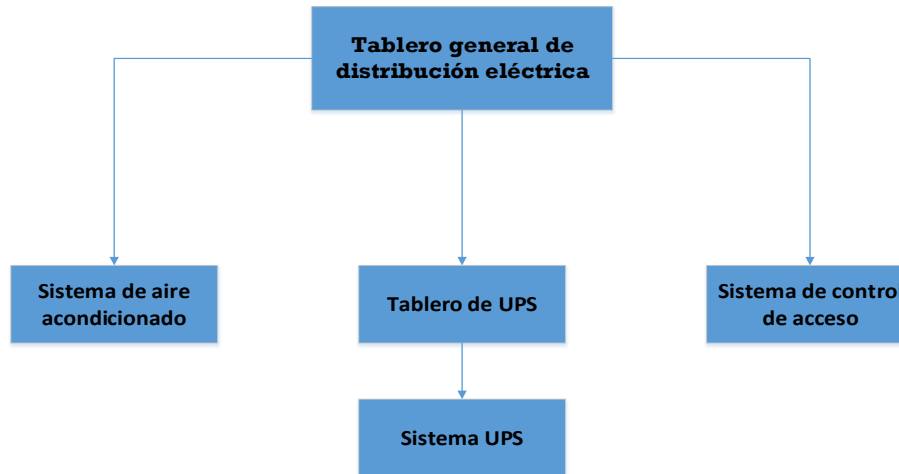 Tablero general de
distribución eléctrica
Sistema de aire
acondicionado
Tablero de UPS
Sistema de contro
de acceso
Sistema UPS